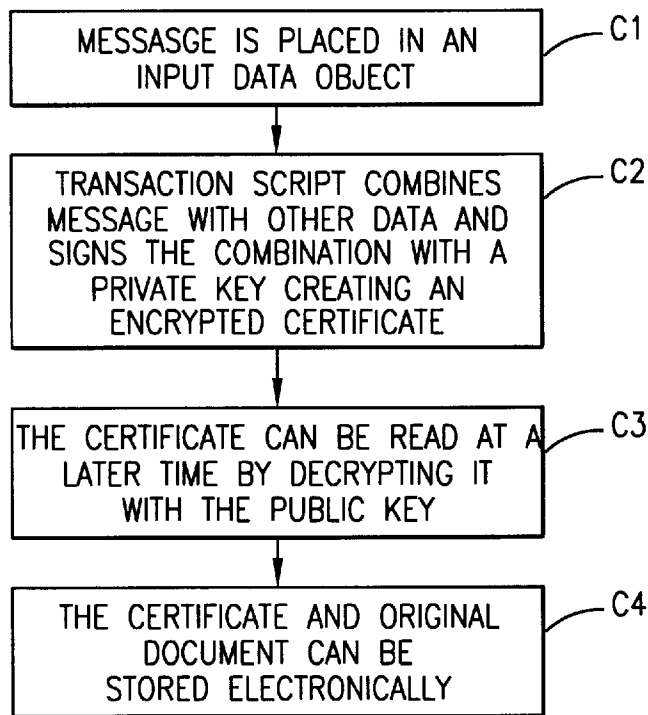 MESSASGE IS PLACED IN AN
INPUT DATA OBJECT
C1
TRANSACTION SCRIPT COMBINES
MESSAGE WITH OTHER DATA AND
SIGNS THE COMBINATION WITH A
PRIVATE KEY CREATING AN
ENCRYPTED CERTIFICATE
C2
THE CERTIFICATE CAN BE READ AT A
LATER TIME BY DECRYPTING IT
WITH THE PUBLIC KEY
C3
THE CERTIFICATE AND ORIGINAL
DOCUMENT CAN BE
STORED ELECTRONICALLY
C4